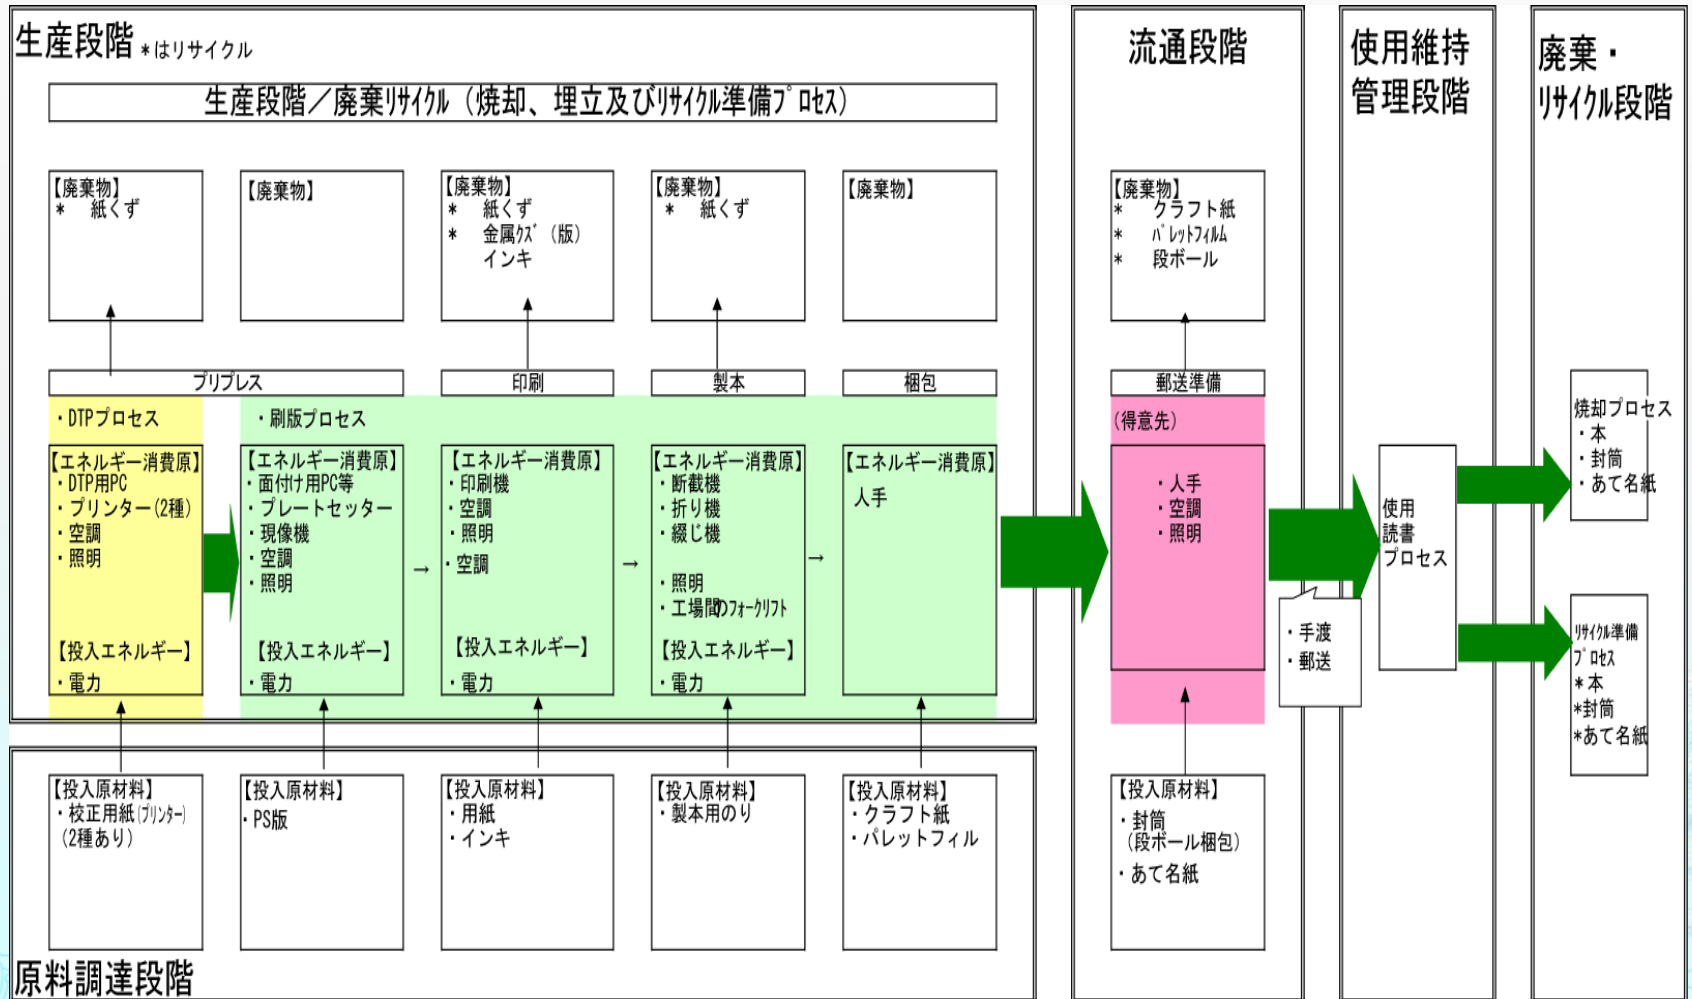 生産段階 *はリサイクル
生産段階／廃棄リサイクル（焼却、埋立及びリサイクル準備プロセス）
【廃棄物】
* 紙くず
【廃棄物】
【廃棄物】
* 紙くず
* 金属クズ（版）
インキ
【廃棄物】
* 紙くず
【廃棄物】
プリプレス
印刷
製本
梱包
・DTPプロセス
・刷版プロセス
【エネルギー消費原】
・DTP用PC
・プリンター(2種)
・空調
・照明
【投入エネルギー】
・電力
【エネルギー消費原】
・面付け用PC等
・プレートセッター
・現像機
・空調
・照明
【投入エネルギー】
・電力
→
【エネルギー消費原】
・印刷機
・空調
・照明
・空調
【投入エネルギー】
・電力
→
【エネルギー消費原】
・断截機
・折り機
・綴じ機
・照明
・工場間のフォークリフト
【投入エネルギー】
・電力
→
【エネルギー消費原】
人手
【投入原材料】
・校正用紙(プリンター)
（2種あり）
【投入原材料】
・PS版
【投入原材料】
・用紙
・インキ
【投入原材料】
・製本用のり
【投入原材料】
・クラフト紙
・パレットフィル
原料調達段階
流通段階
【廃棄物】
* クラフト紙
* パレットフィルム
* 段ボール
郵送準備
(得意先)
・人手
・空調
・照明
【投入原材料】
・封筒
（段ボール梱包）
・あて名紙
・手渡
・郵送
使用維持
管理段階
使用
読書
プロセス
廃棄・
リサイクル段階
焼却プロセス
・本
・封筒
・あて名紙
リサイクル準備
プロセス
*本
*封筒
*あて名紙